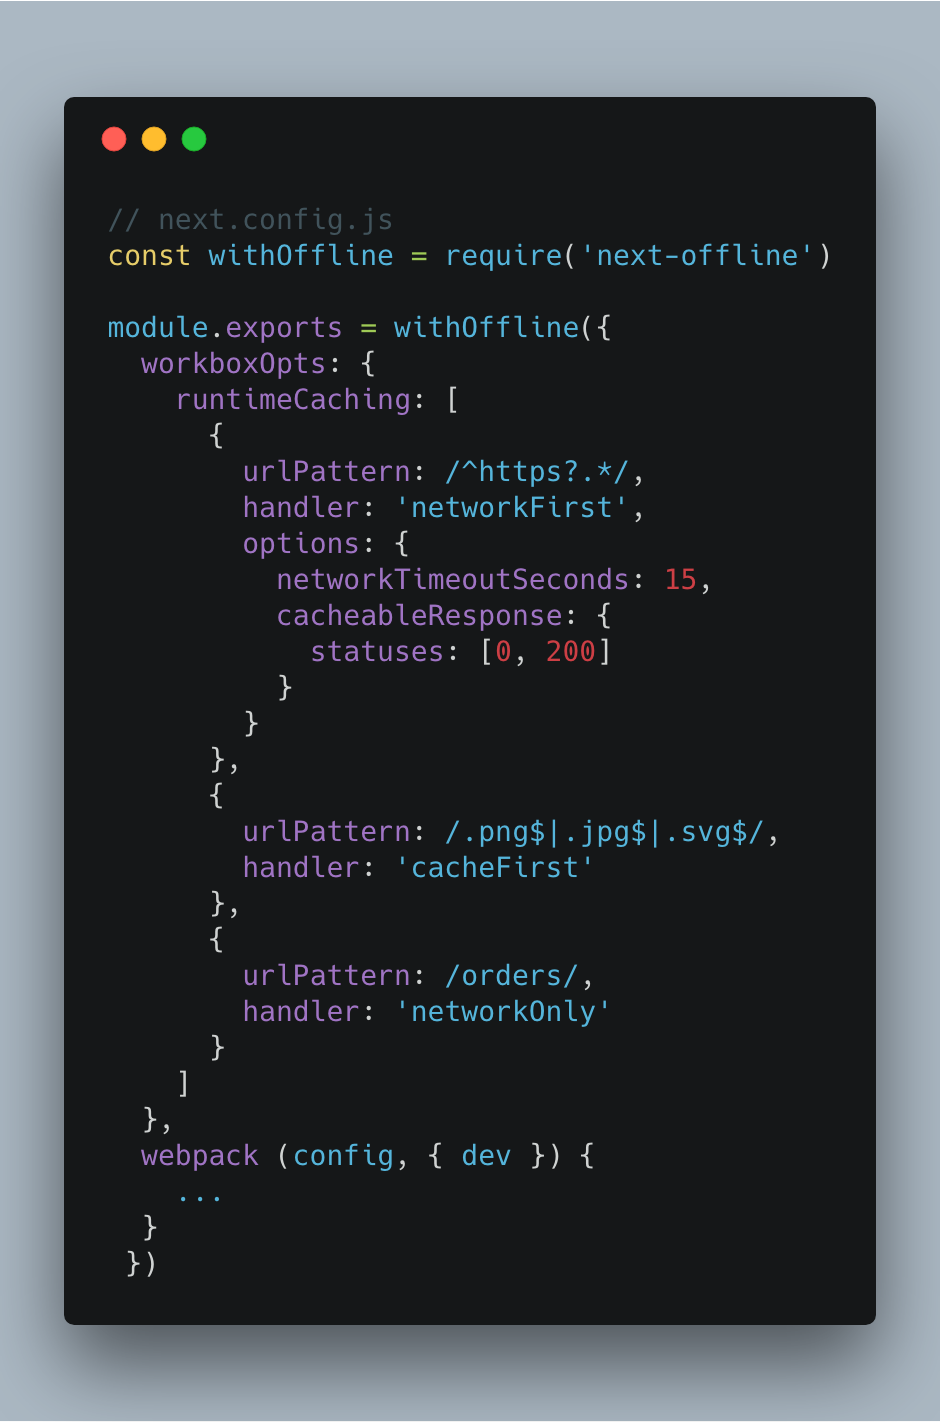 // next.config.js
const withOffline = require('next-offline')

module.exports = withOffline({
  workboxOpts: {
    runtimeCaching: [
      {
        urlPattern: /^https?.*/,
        handler: 'networkFirst',
        options: {
          networkTimeoutSeconds: 15,
          cacheableResponse: {
            statuses: [0, 200]
          }
        }
      },
      {
        urlPattern: /.png$|.jpg$|.svg$/,
        handler: 'cacheFirst'
      },
      {
        urlPattern: /orders/,
        handler: 'networkOnly'
      }
    ]
  },
  webpack (config, { dev }) {
    ...
  }
 })